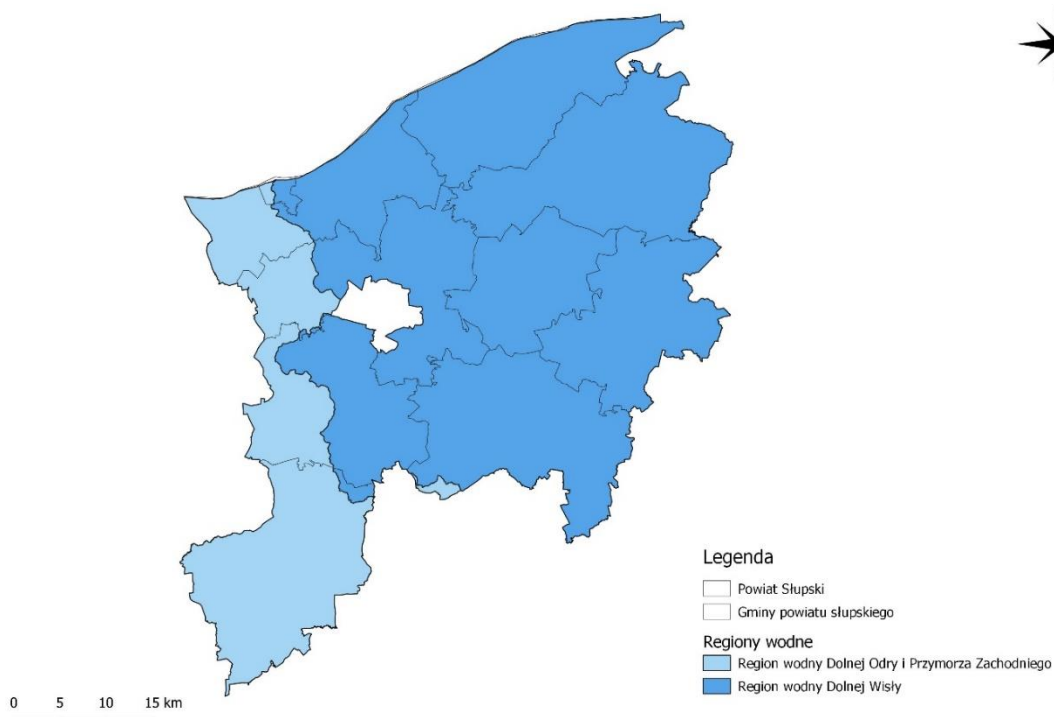 Legenda
Powiat Słupski
Gminy powiatu słupskiego
Regiony wodne
Region wodny Dolnej Odry i Przymorza Zachodniego
Region wodny Dolnej Wisły
0 5 10 15 km